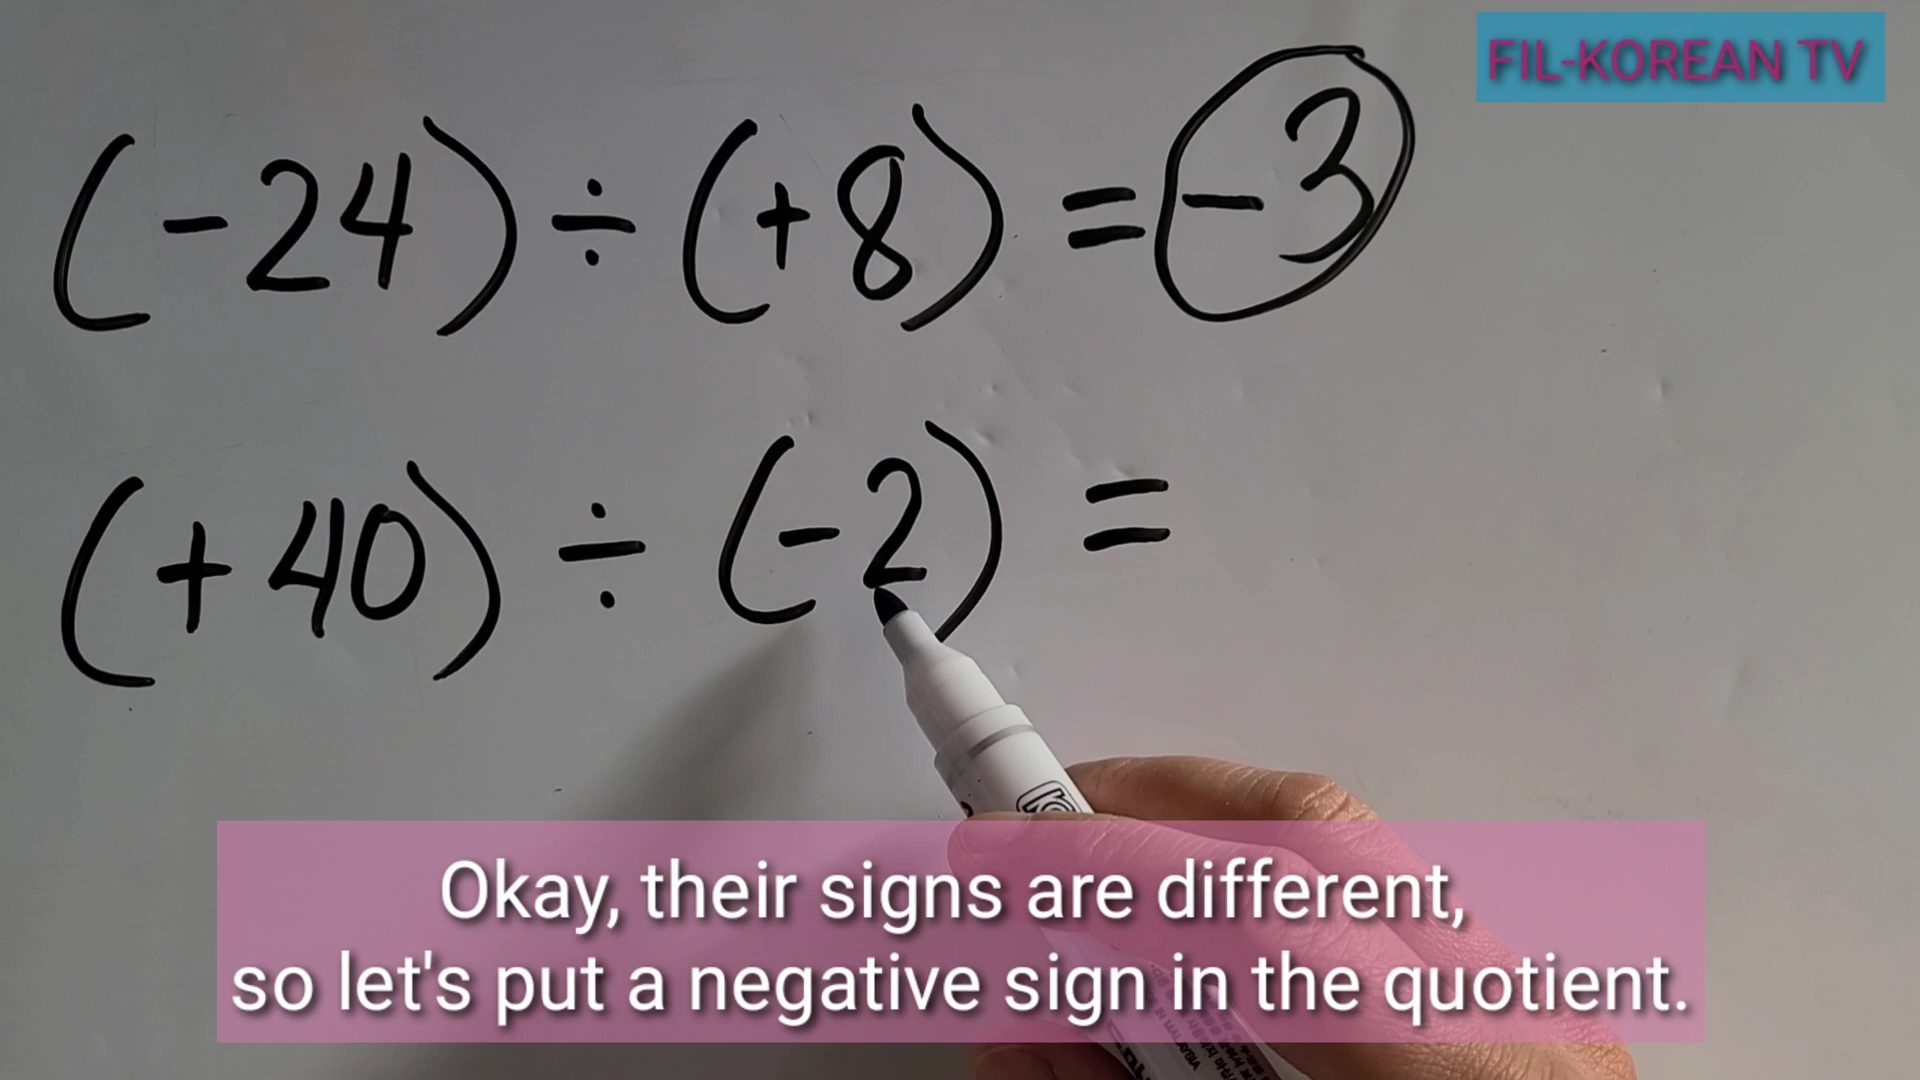 FIL-KOREAN TV
(-24) ÷ (+8) = -3
(+40) ÷ (-2) =
Okay, their signs are different,
so let's put a negative sign in the quotient.